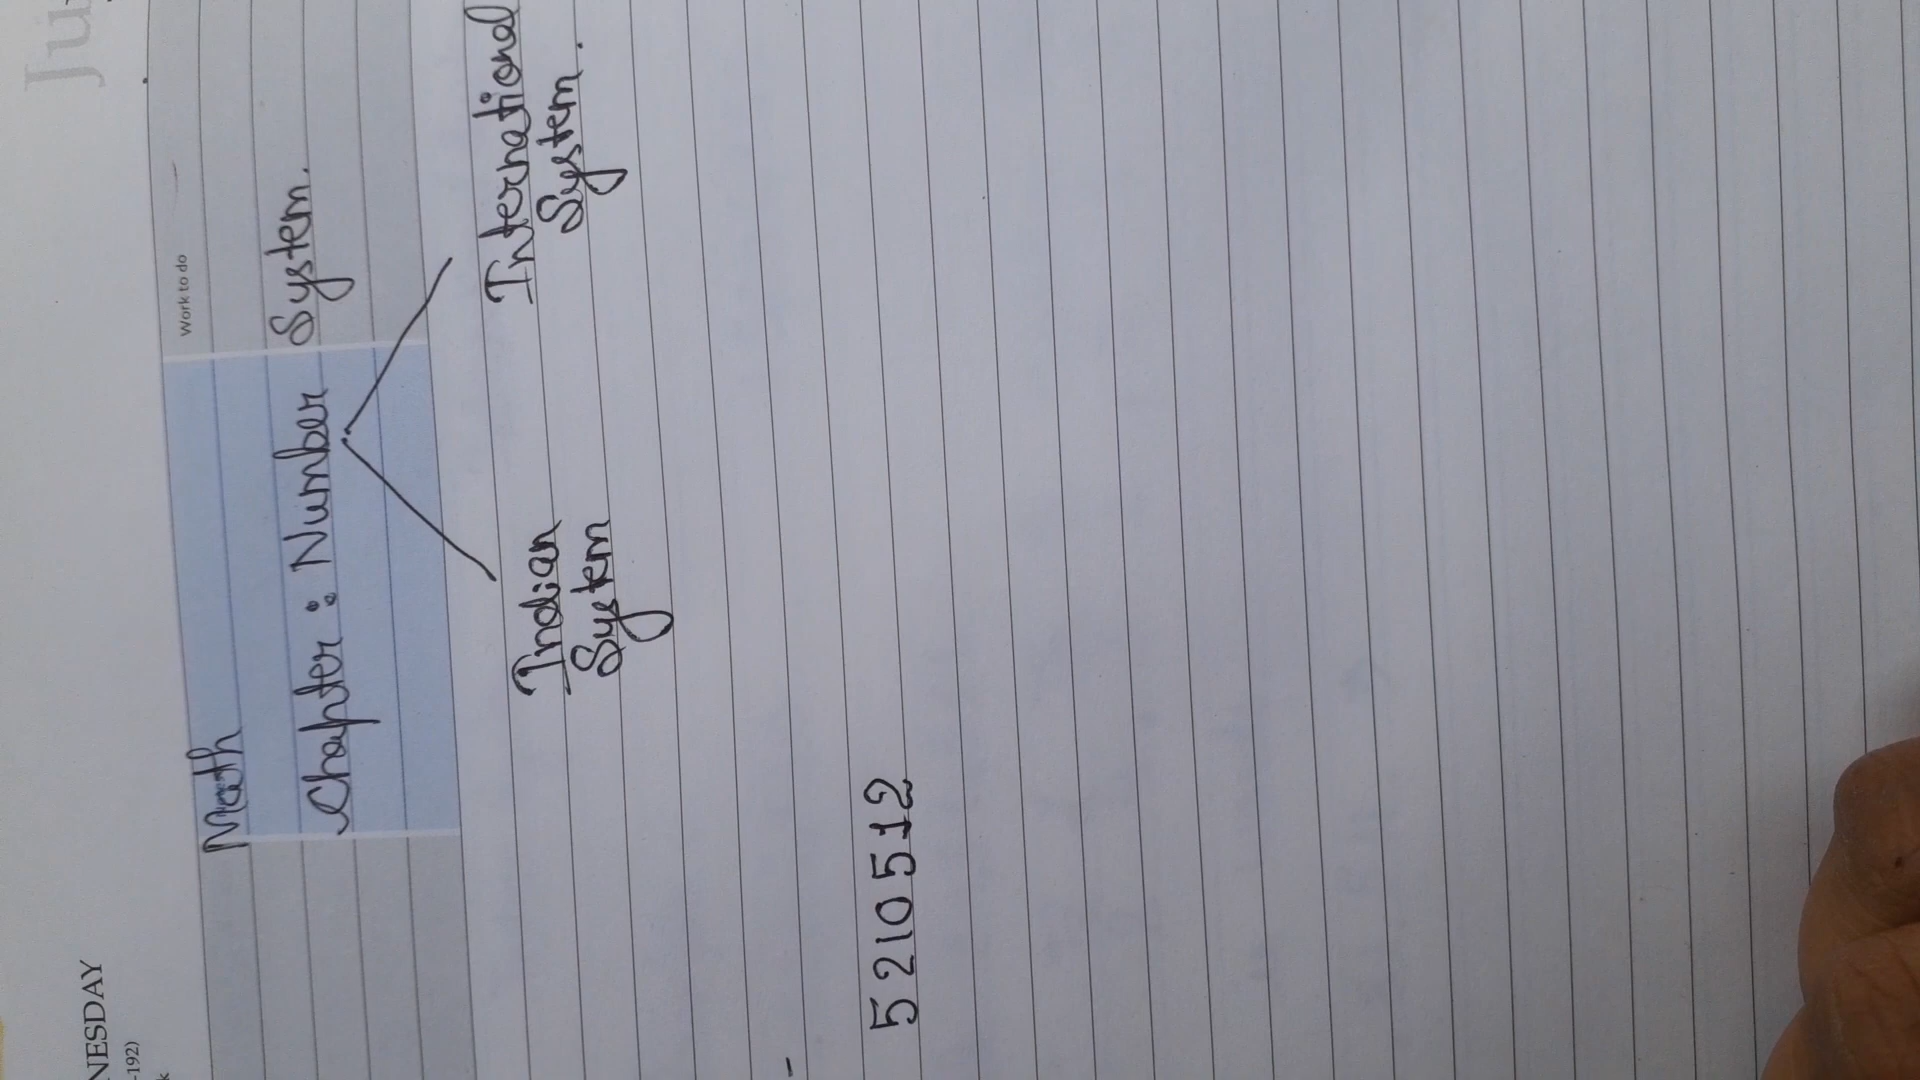 NESDAY
-192)
Work to do
Math
Chapter : Number System.
Indian International
System System.
5210512